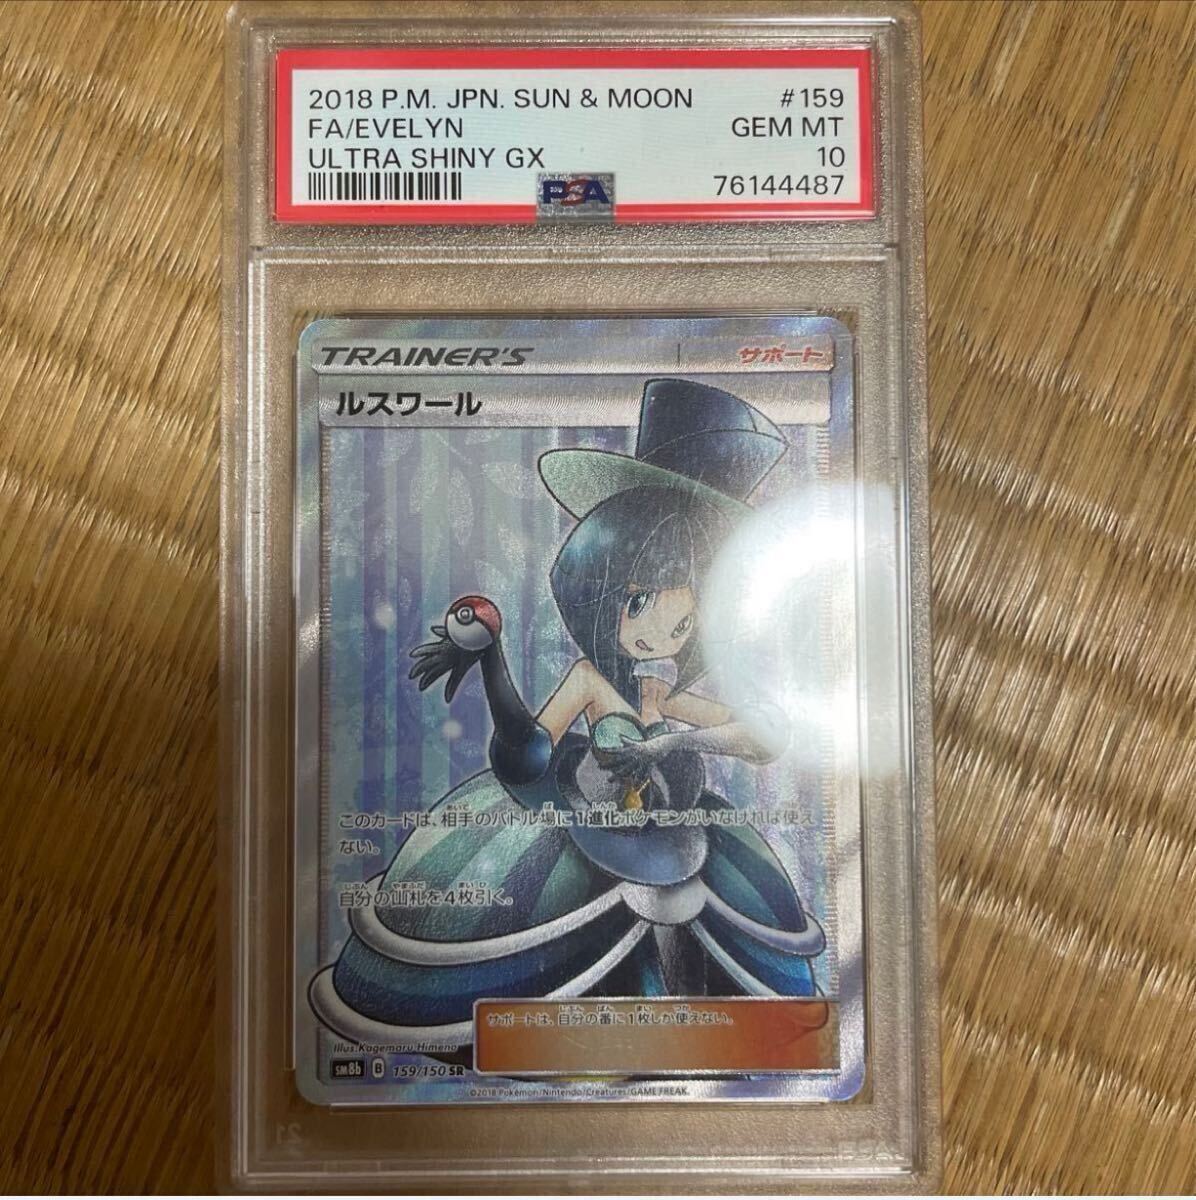 2018 P.M. JPN. SUN & MOON #159
FA/EVELYN GEM MT
ULTRA SHINY GX 10
PSA 76144487
TRAINER'S サポート
ルスワール
このカードは、相手のバトル場に1進化ポケモンがいなければ使え
ない。
自分の山札を4枚引く。
サポートは、自分の番に1枚しか使えない。
Illus.Kagemaru Himeno
SM8b B 159/150 SR
©2018 Pokémon/Nintendo/Creatures/GAME FREAK.